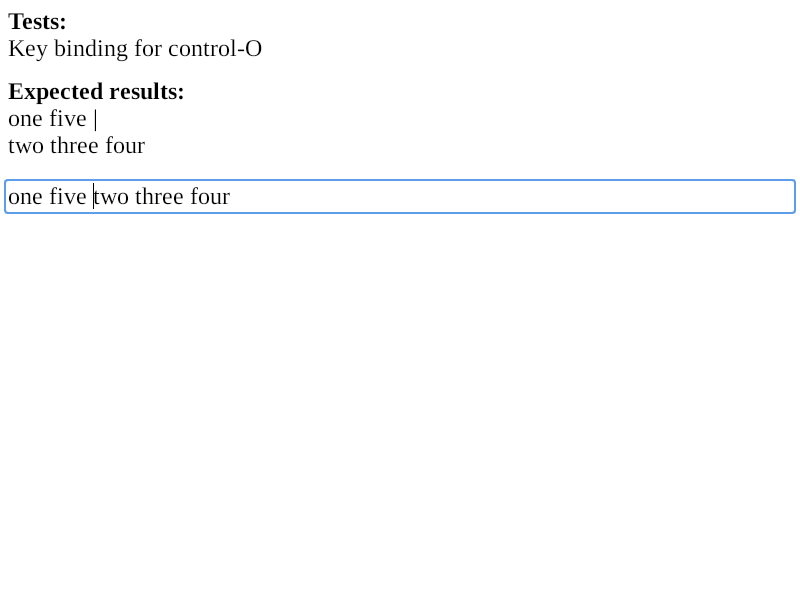 Tests:
Key binding for control-O
Expected results:
one five |
two three four
one five two three four